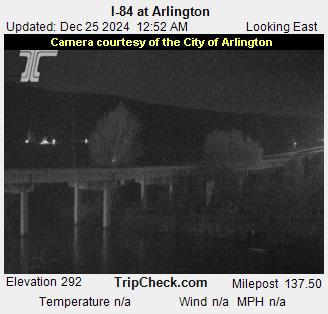 I-84 at Arlington
Updated: Dec 25 2024 12:52 AM Looking East
Camera courtesy of the City of Arlington
Elevation 292 TripCheck.com Milepost 137.50
Temperature n/a Wind n/a MPH n/a